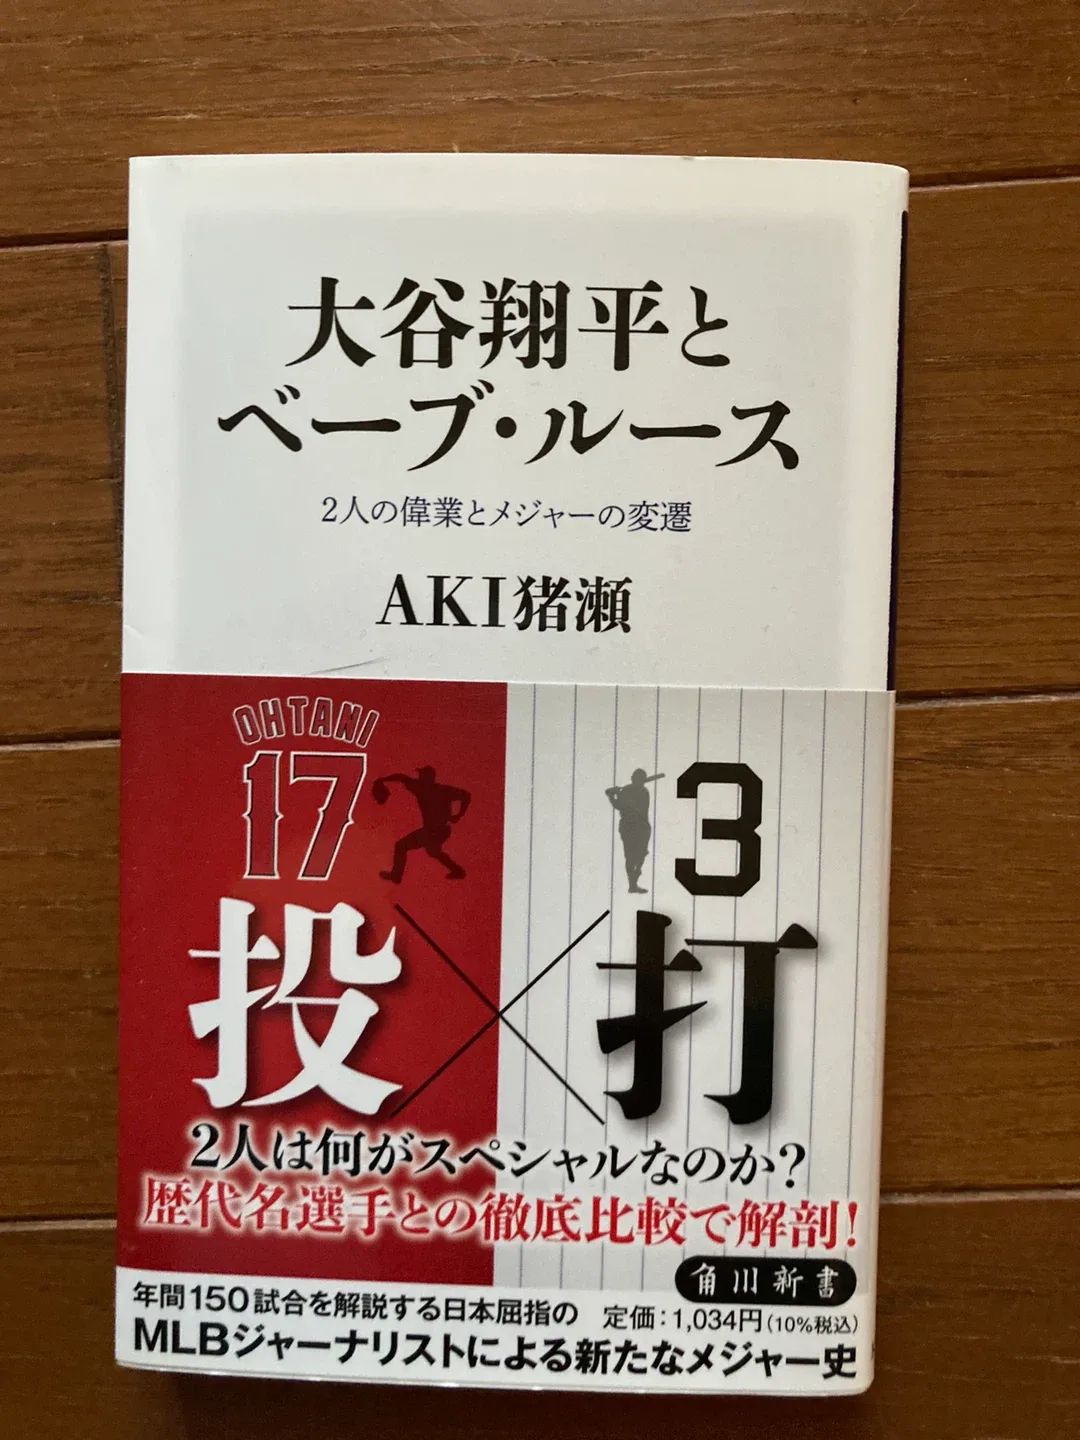 大谷翔平と
ベーブ・ルース
2人の偉業とメジャーの変遷
AKI猪瀬
OHTANI
17
3
投×打
2人は何がスペシャルなのか?
歴代名選手との徹底比較で解剖!
角川新書
年間150試合を解説する日本屈指の
定価:1,034円(10%税込)
MLBジャーナリストによる新たなメジャー史